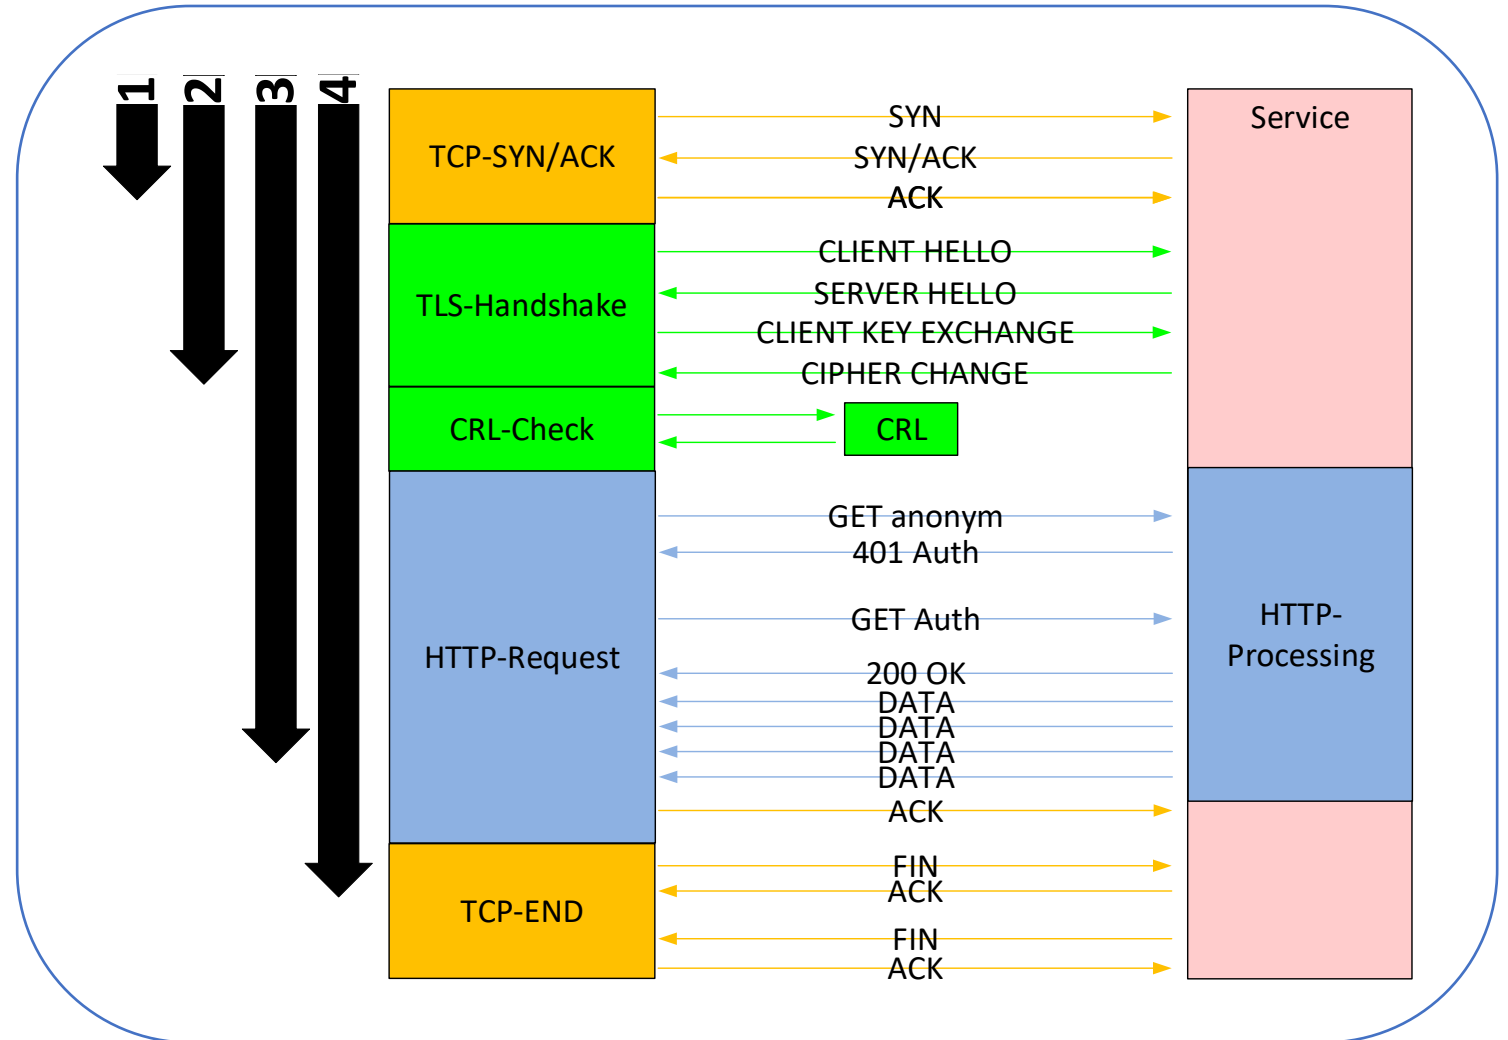 1
2
3
4
TCP-SYN/ACK
SYN
SYN/ACK
ACK
Service
TLS-Handshake
CLIENT HELLO
SERVER HELLO
CLIENT KEY EXCHANGE
CIPHER CHANGE
CRL-Check
CRL
HTTP-Request
GET anonym
401 Auth
GET Auth
200 OK
DATA
DATA
DATA
DATA
ACK
HTTP-
Processing
TCP-END
FIN
ACK
FIN
ACK